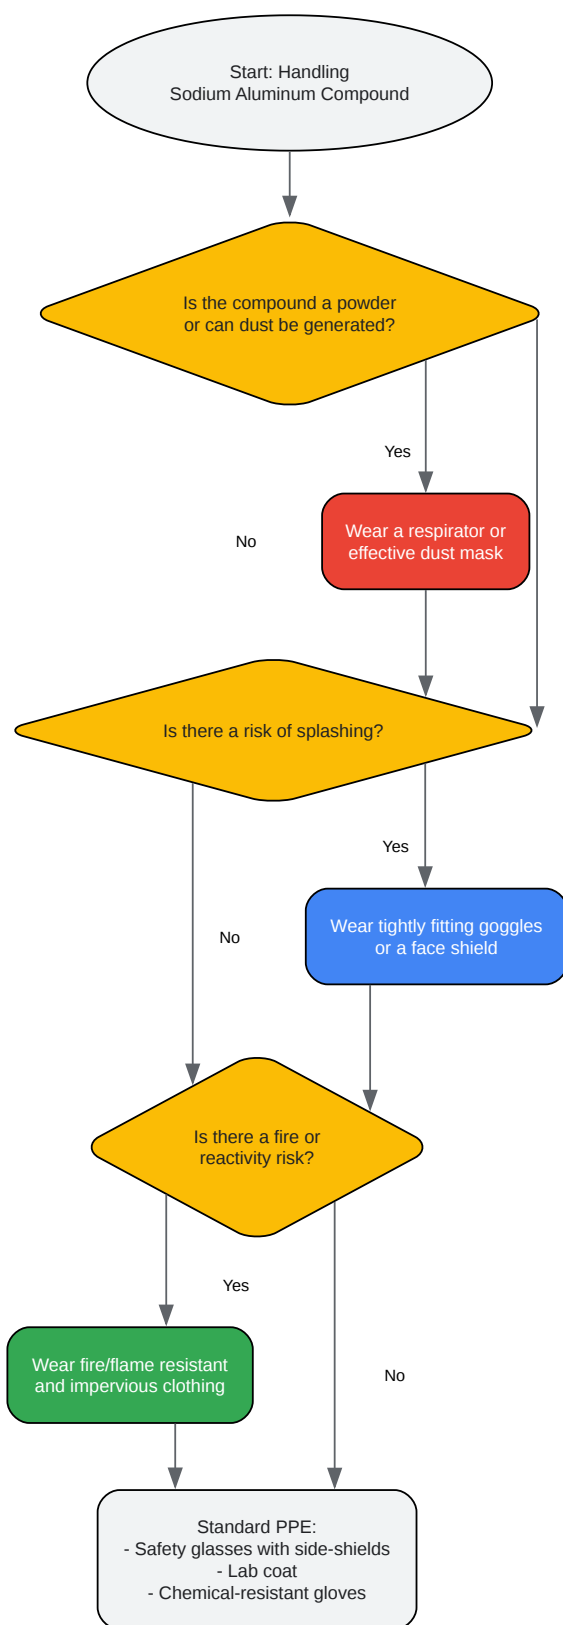 Start: Handling
Sodium Aluminum Compound
Is the compound a powder
or can dust be generated?
Yes
No
Wear a respirator or
effective dust mask
Is there a risk of splashing?
Yes
No
Wear tightly fitting goggles
or a face shield
Is there a fire or
reactivity risk?
Yes
No
Wear fire/flame resistant
and impervious clothing
Standard PPE:
- Safety glasses with side-shields
- Lab coat
- Chemical-resistant gloves